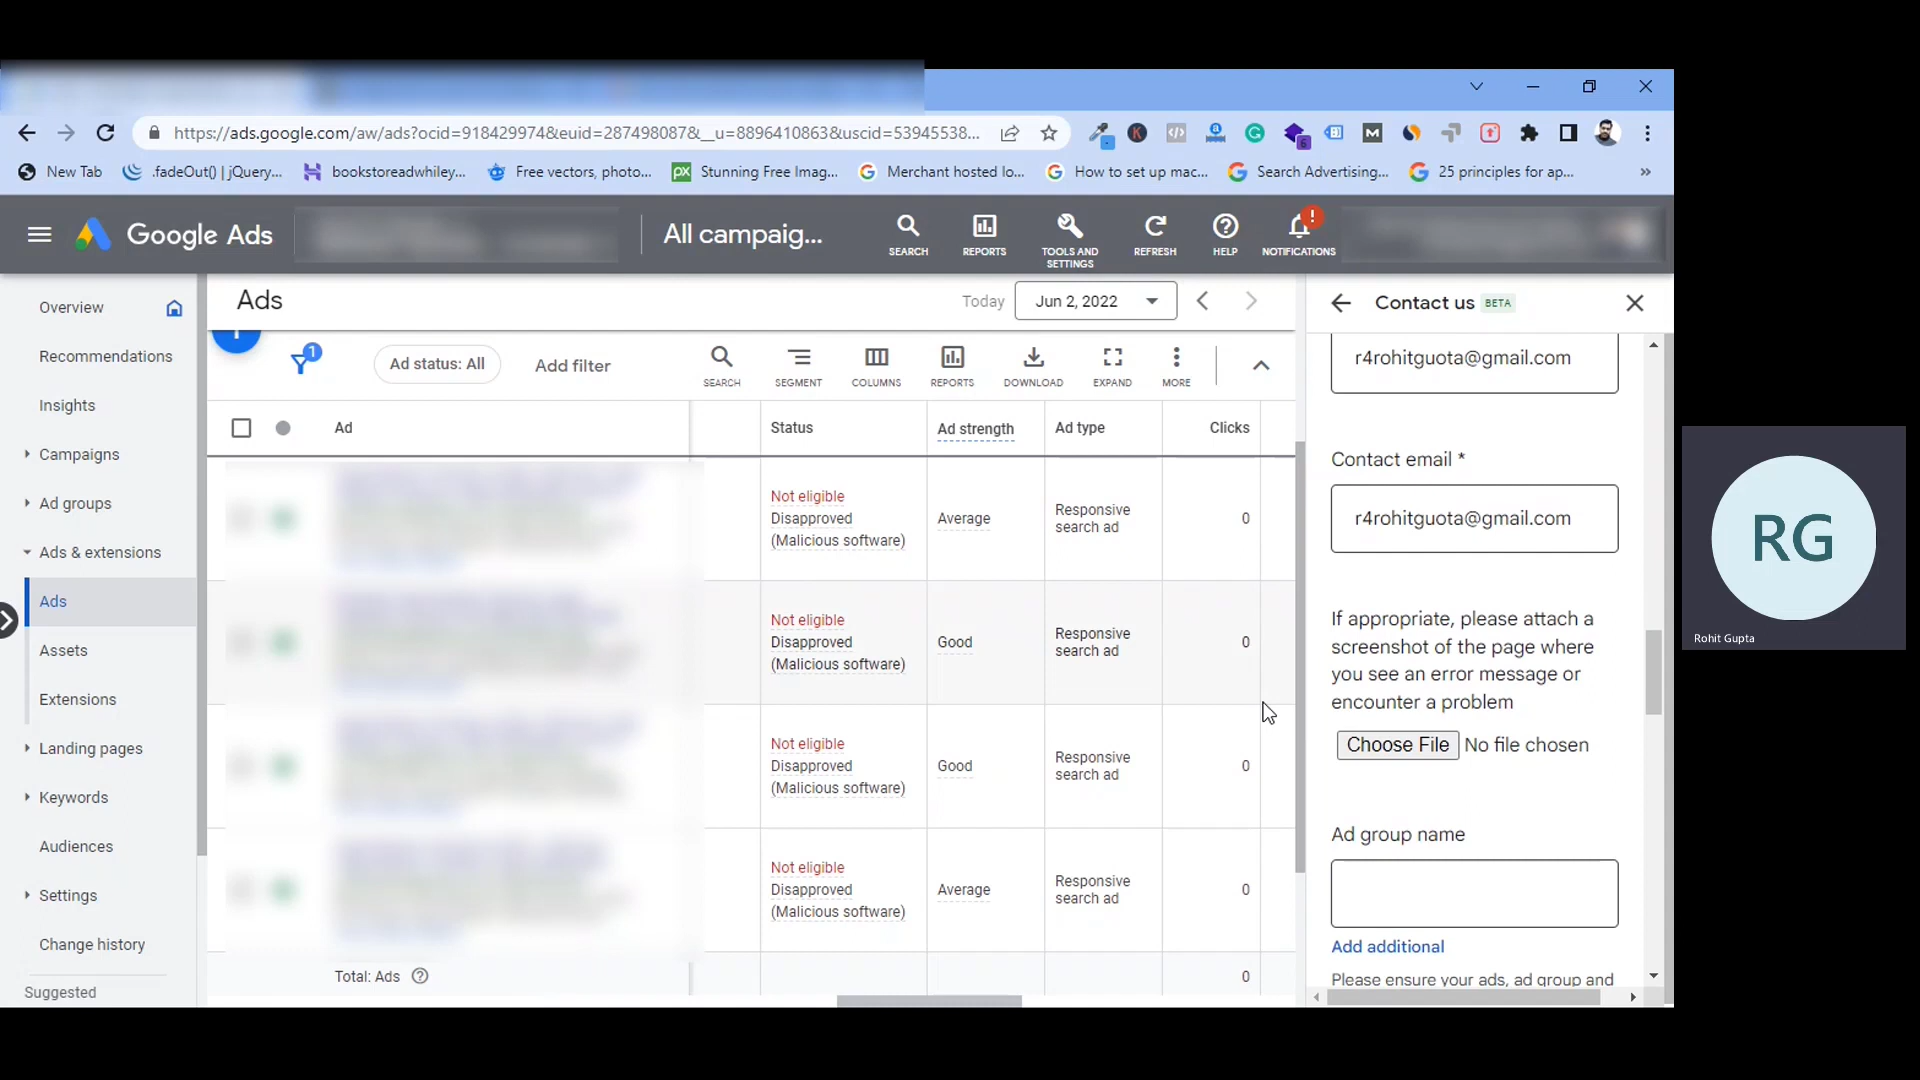 https://ads.google.com/aw/ads?ocid=918429974&euid=287498087&__u=8896410863&uscid=53945538...
New Tab
.fadeOut() | jQuery...
bookstoreadwhiley...
Free vectors, photo...
px
Stunning Free Imag...
Merchant hosted lo...
How to set up mac...
Search Advertising...
25 principles for ap...
»
Google Ads
All campaig...
SEARCH
REPORTS
TOOLS AND
SETTINGS
REFRESH
HELP
NOTIFICATIONS
Overview
Recommendations
Insights
Campaigns
Ad groups
Ads & extensions
Ads
Assets
Extensions
Landing pages
Keywords
Audiences
Settings
Change history
Suggested
Ads
Today
Jun 2, 2022
1
Ad status: All
Add filter
SEARCH
SEGMENT
COLUMNS
REPORTS
DOWNLOAD
EXPAND
MORE
Ad
Status
Ad strength
Ad type
Clicks
Not eligible
Disapproved
(Malicious software)
Average
Responsive
search ad
0
Not eligible
Disapproved
(Malicious software)
Good
Responsive
search ad
0
Not eligible
Disapproved
(Malicious software)
Good
Responsive
search ad
0
Not eligible
Disapproved
(Malicious software)
Average
Responsive
search ad
0
Total: Ads
0
Contact us BETA
r4rohitguota@gmail.com
Contact email *
r4rohitguota@gmail.com
If appropriate, please attach a
screenshot of the page where
you see an error message or
encounter a problem
Choose File No file chosen
Ad group name
Add additional
Please ensure your ads, ad group and
RG
Rohit Gupta